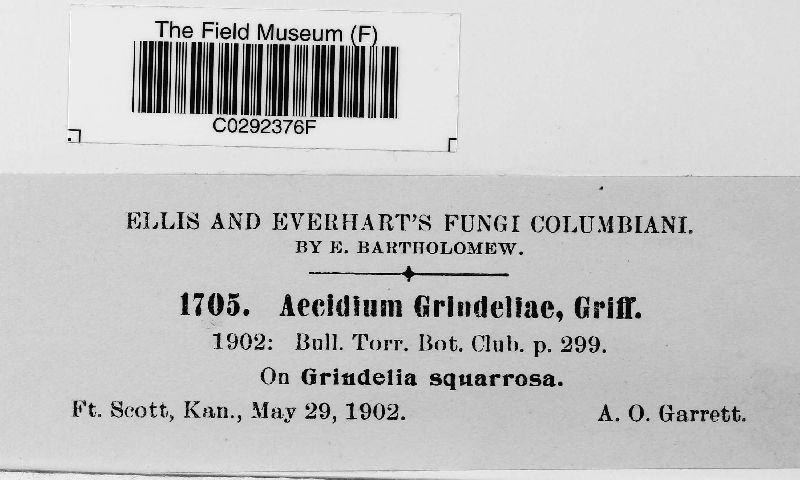 The Field Museum (F)
C0292376F
ELLIS AND EVERHART'S FUNGI COLUMBIANI.
BY E. BARTHOLOMEW.
1705. Aecidium Grindeliae, Griff.
1902: Bull. Torr. Bot. Club. p. 299.
On Grindelia squarrosa.
Ft. Scott, Kan., May 29, 1902. A. O. Garrett.